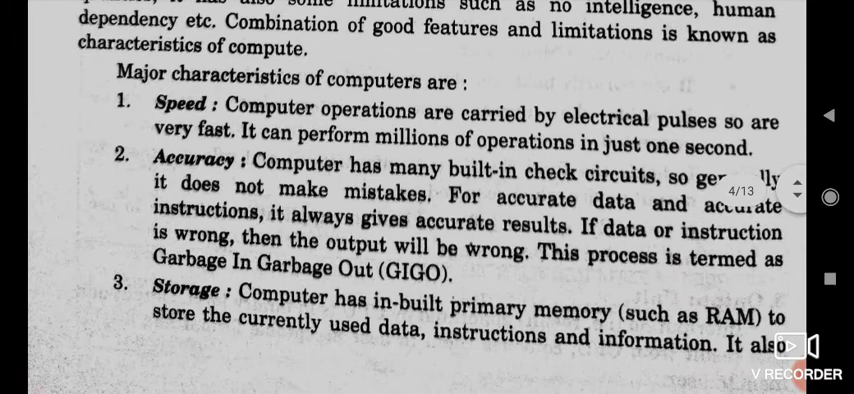 has also some limitations such as no intelligence, human
dependency etc. Combination of good features and limitations is known as
characteristics of compute.
Major characteristics of computers are :
1. Speed : Computer operations are carried by electrical pulses so are
very fast. It can perform millions of operations in just one second.
2. Accuracy : Computer has many built-in check circuits, so
it does not make mistakes. For accurate data and accurate
4/13
instructions, it always gives accurate results. If data or instruction
is wrong, then the output will be wrong. This process is termed as
Garbage In Garbage Out (GIGO).
3. Storage : Computer has in-built primary memory (such as RAM) to
store the currently used data, instructions and information. It also
V RECORDER